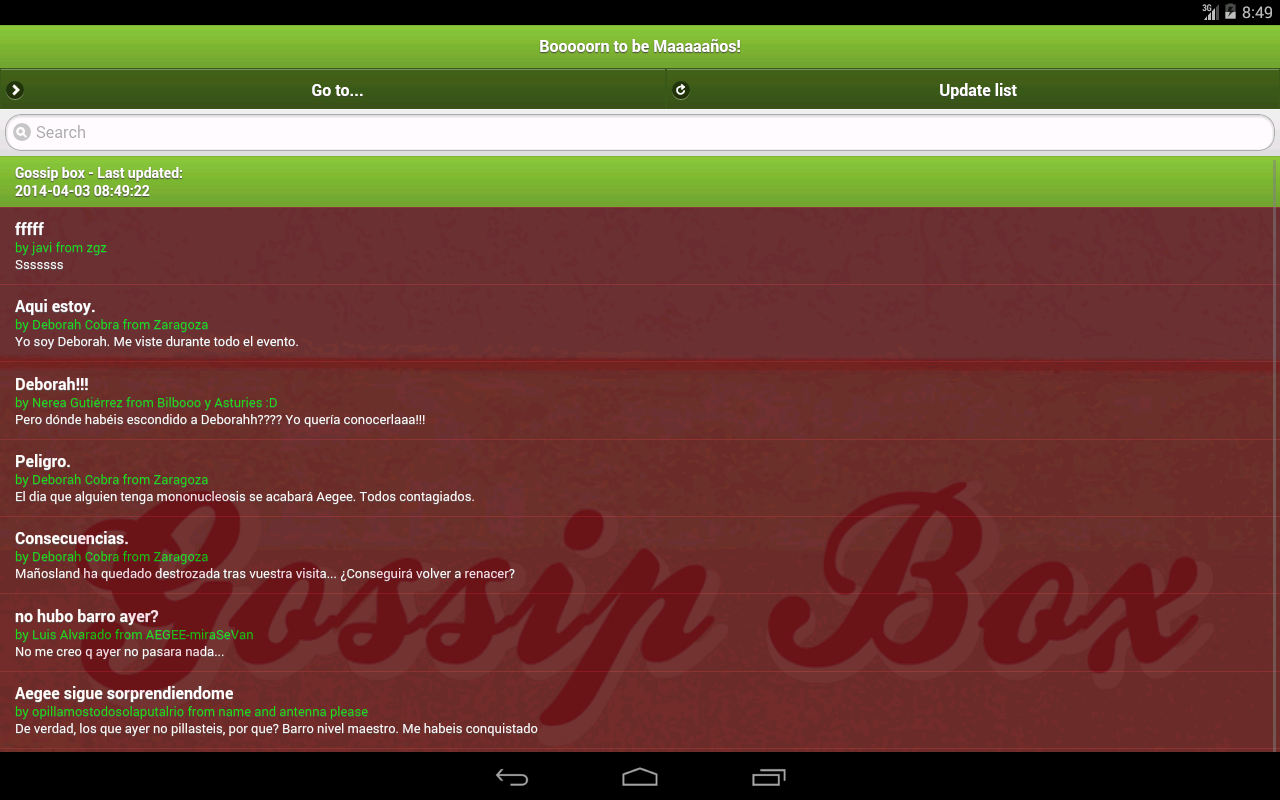 3G 8:49
Booooorn to be Maaaaaños!
Go to...
Update list
Search
Gossip box - Last updated:
2014-04-03 08:49:22
fffff
by javi from zgz
Sssssss
Aqui estoy.
by Deborah Cobra from Zaragoza
Yo soy Deborah. Me viste durante todo el evento.
Deborah!!!
by Nerea Gutiérrez from Bilbooo y Asturies :D
Pero dónde habéis escondido a Deborahh???? Yo quería conocerlaaa!!!
Peligro.
by Deborah Cobra from Zaragoza
El dia que alguien tenga mononucleosis se acabará Aegee. Todos contagiados.
Consecuencias.
by Deborah Cobra from Zaragoza
Mañosland ha quedado destrozada tras vuestra visita... ¿Conseguirá volver a renacer?
no hubo barro ayer?
by Luis Alvarado from AEGEE-miraSeVan
No me creo q ayer no pasara nada...
Aegee sigue sorprendiendome
by opillamostodosolaputalrio from name and antenna please
De verdad, los que ayer no pillasteis, por que? Barro nivel maestro. Me habeis conquistado
Gossip Box